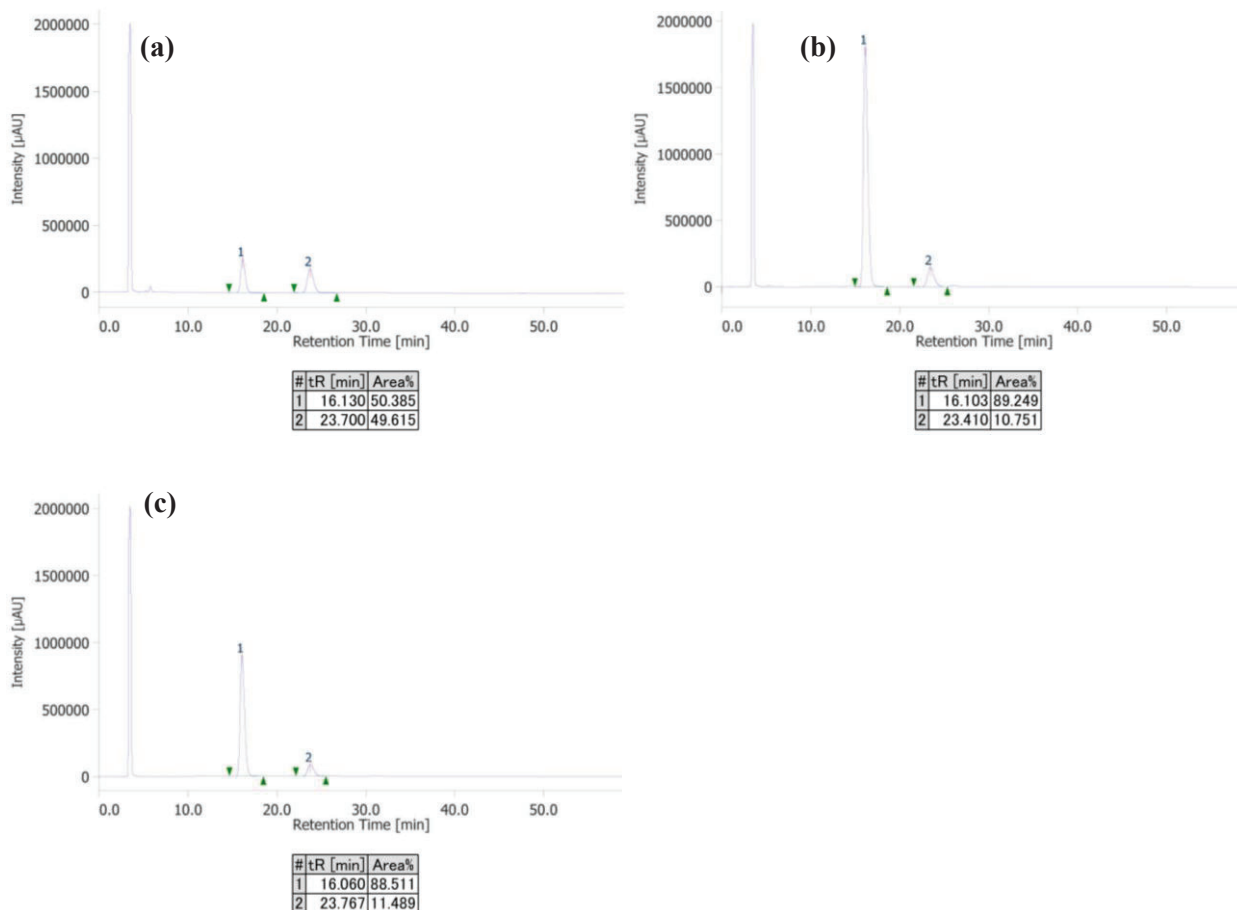 (a)
2000000
1500000
1000000
500000
0
Intensity [µAU]
1
2
0.0 10.0 20.0 30.0 40.0 50.0
Retention Time [min]
# tR [min] Area%
1 16.130 50.385
2 23.700 49.615
(b)
2000000
1500000
1000000
500000
0
Intensity [µAU]
1
2
0.0 10.0 20.0 30.0 40.0 50.0
Retention Time [min]
# tR [min] Area%
1 16.103 89.249
2 23.410 10.751
(c)
2000000
1500000
1000000
500000
0
Intensity [µAU]
1
2
0.0 10.0 20.0 30.0 40.0 50.0
Retention Time [min]
# tR [min] Area%
1 16.060 88.511
2 23.767 11.489